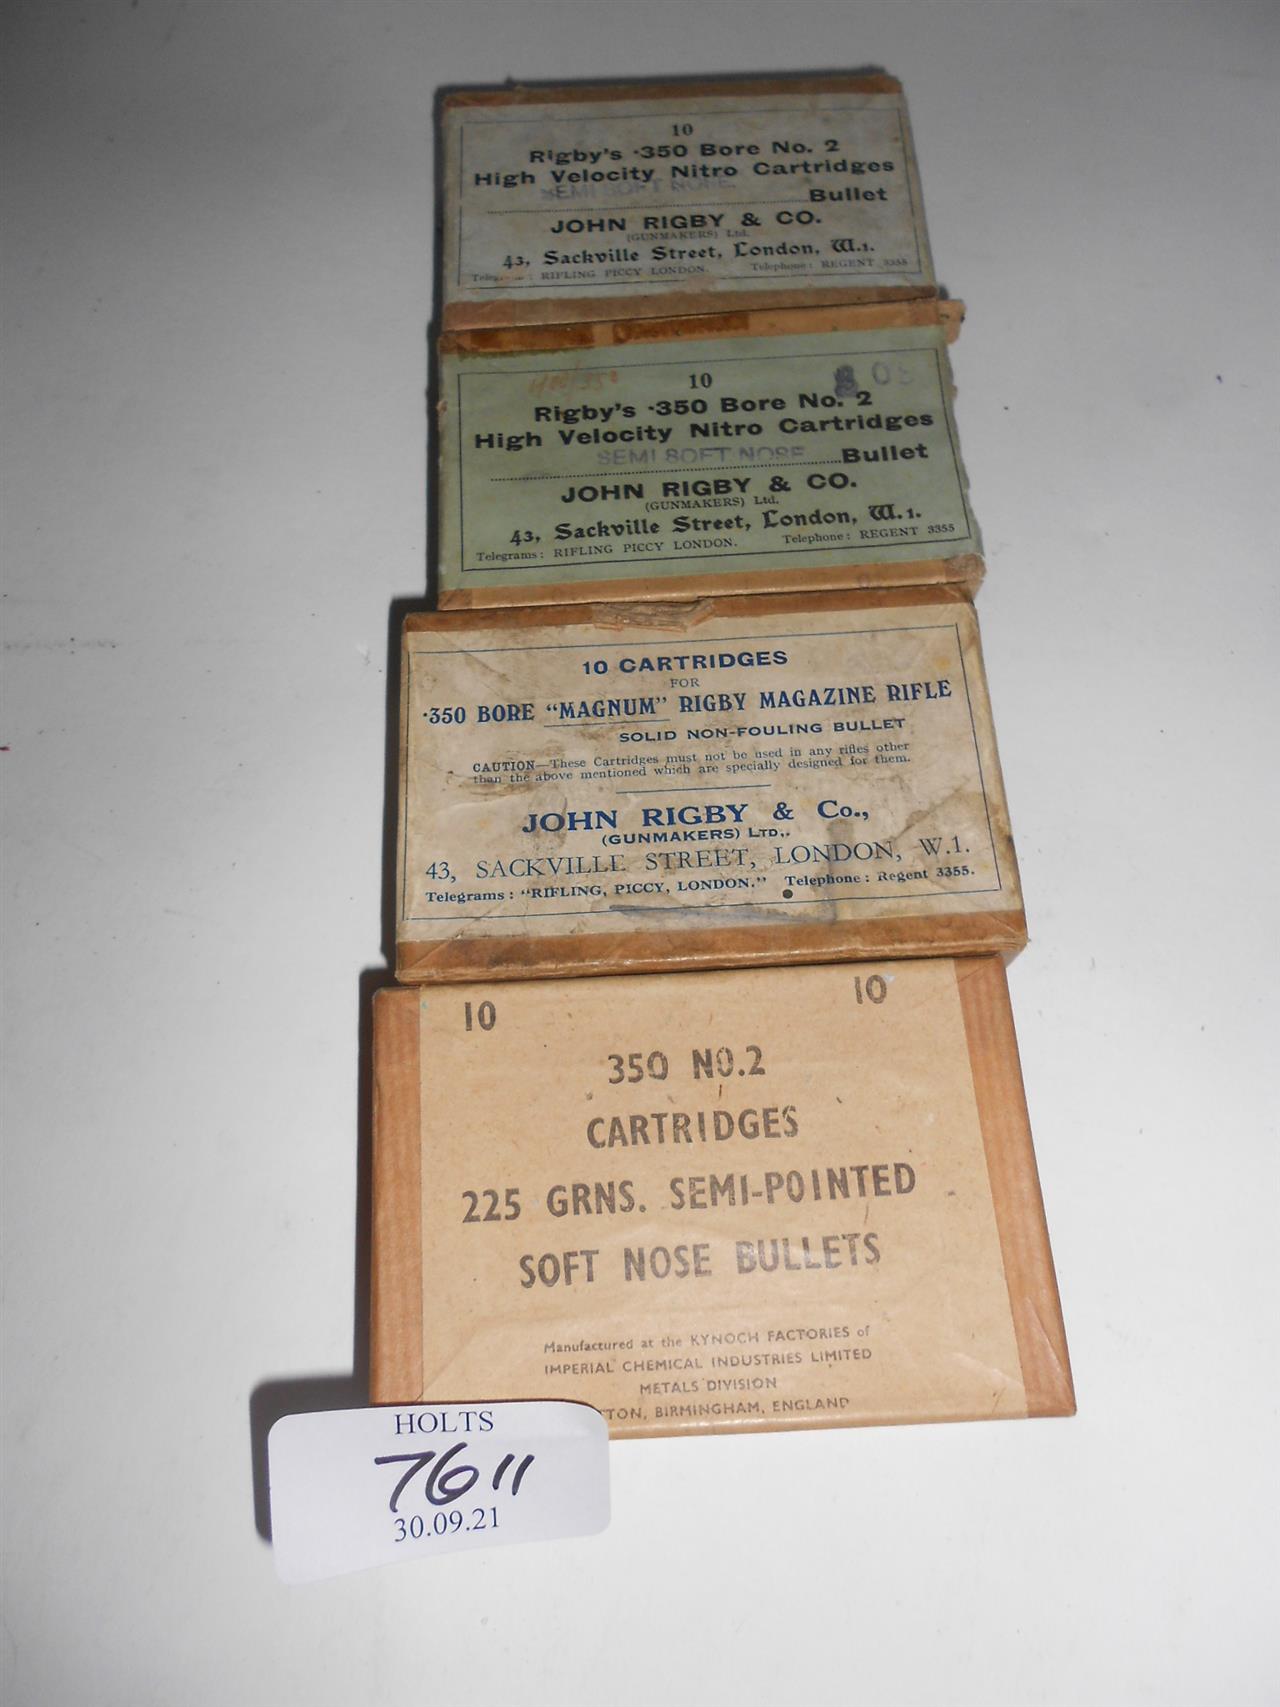 10
Rigby's ·350 Bore No. 2
High Velocity Nitro Cartridges
SEMI SOFT NOSE.
Bullet
JOHN RIGBY & CO.
(GUNMAKERS) Ltd.
43, Sackville Street, London, W.1.
RIFLING PICCY LONDON. Telephone: REGENT 3355
10
Rigby's ·350 Bore No. 2
High Velocity Nitro Cartridges
SEMI SOFT NOSE
Bullet
JOHN RIGBY & CO.
(GUNMAKERS) Ltd.
43, Sackville Street, London, W.1.
Telegrams: RIFLING PICCY LONDON. Telephone: REGENT 3355
10 CARTRIDGES
FOR
·350 BORE "MAGNUM" RIGBY MAGAZINE RIFLE
SOLID NON-FOULING BULLET
CAUTION—These Cartridges must not be used in any rifles other
than the above mentioned which are specially designed for them.
JOHN RIGBY & Co.,
(GUNMAKERS) LTD.,
43, SACKVILLE STREET, LONDON, W.1.
Telegrams: "RIFLING, PICCY, LONDON." Telephone: Regent 3355.
10 10
350 NO.2
CARTRIDGES
225 GRNS. SEMI-POINTED
SOFT NOSE BULLETS
Manufactured at the KYNOCH FACTORIES of
IMPERIAL CHEMICAL INDUSTRIES LIMITED
METALS DIVISION
TON, BIRMINGHAM, ENGLAND
HOLTS
7611
30.09.21